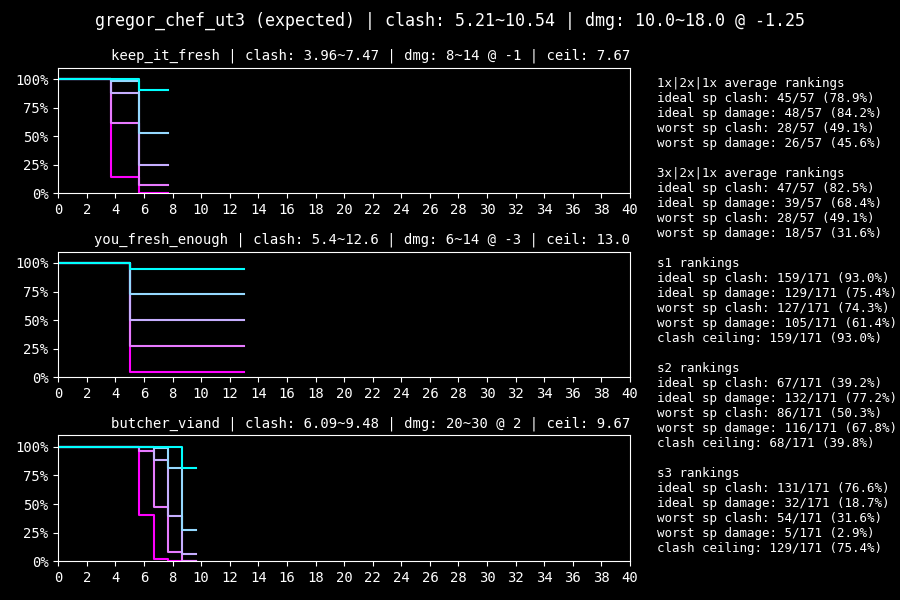 gregor_chef_ut3 (expected) | clash: 5.21~10.54 | dmg: 10.0~18.0 @ -1.25
keep_it_fresh | clash: 3.96~7.47 | dmg: 8~14 @ -1 | ceil: 7.67
100%
75%
50%
25%
0%
0 2 4 6 8 10 12 14 16 18 20 22 24 26 28 30 32 34 36 38 40
you_fresh_enough | clash: 5.4~12.6 | dmg: 6~14 @ -3 | ceil: 13.0
100%
75%
50%
25%
0%
0 2 4 6 8 10 12 14 16 18 20 22 24 26 28 30 32 34 36 38 40
butcher_viand | clash: 6.09~9.48 | dmg: 20~30 @ 2 | ceil: 9.67
100%
75%
50%
25%
0%
0 2 4 6 8 10 12 14 16 18 20 22 24 26 28 30 32 34 36 38 40
1x|2x|1x average rankings
ideal sp clash: 45/57 (78.9%)
ideal sp damage: 48/57 (84.2%)
worst sp clash: 28/57 (49.1%)
worst sp damage: 26/57 (45.6%)
3x|2x|1x average rankings
ideal sp clash: 47/57 (82.5%)
ideal sp damage: 39/57 (68.4%)
worst sp clash: 28/57 (49.1%)
worst sp damage: 18/57 (31.6%)
s1 rankings
ideal sp clash: 159/171 (93.0%)
ideal sp damage: 129/171 (75.4%)
worst sp clash: 127/171 (74.3%)
worst sp damage: 105/171 (61.4%)
clash ceiling: 159/171 (93.0%)
s2 rankings
ideal sp clash: 67/171 (39.2%)
ideal sp damage: 132/171 (77.2%)
worst sp clash: 86/171 (50.3%)
worst sp damage: 116/171 (67.8%)
clash ceiling: 68/171 (39.8%)
s3 rankings
ideal sp clash: 131/171 (76.6%)
ideal sp damage: 32/171 (18.7%)
worst sp clash: 54/171 (31.6%)
worst sp damage: 5/171 (2.9%)
clash ceiling: 129/171 (75.4%)